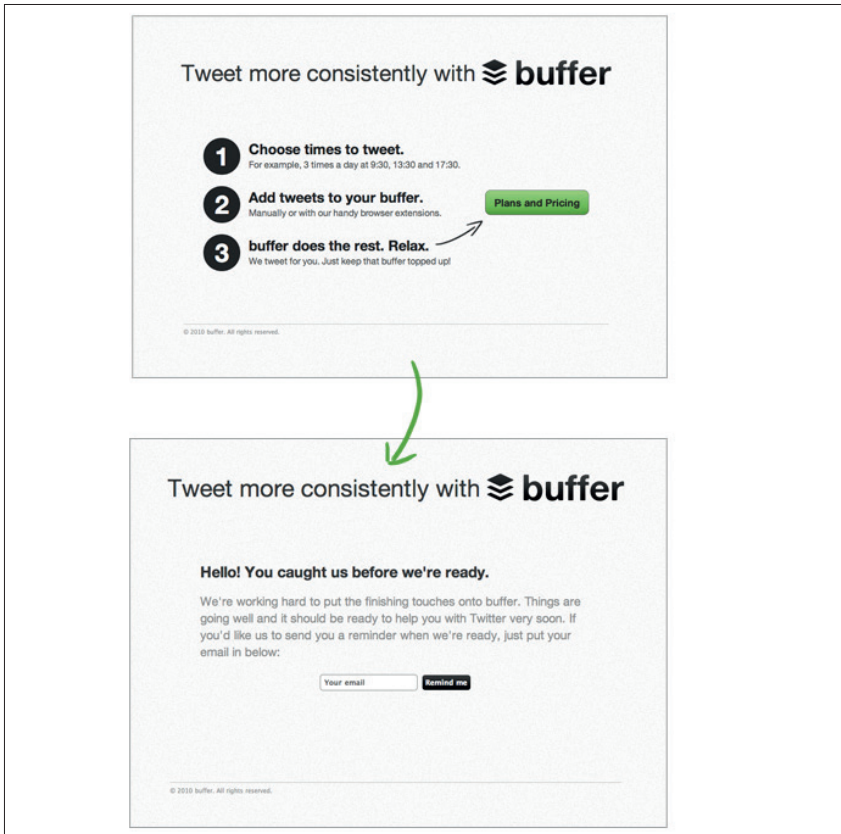 Tweet more consistently with buffer
1 Choose times to tweet.
For example, 3 times a day at 9:30, 13:30 and 17:30.
2 Add tweets to your buffer.
Manually or with our handy browser extensions.
Plans and Pricing
3 buffer does the rest. Relax.
We tweet for you. Just keep that buffer topped up!
© 2010 buffer. All rights reserved.
Tweet more consistently with buffer
Hello! You caught us before we're ready.
We're working hard to put the finishing touches onto buffer. Things are
going well and it should be ready to help you with Twitter very soon. If
you'd like us to send you a reminder when we're ready, just put your
email in below:
Your email Remind me
© 2010 buffer. All rights reserved.